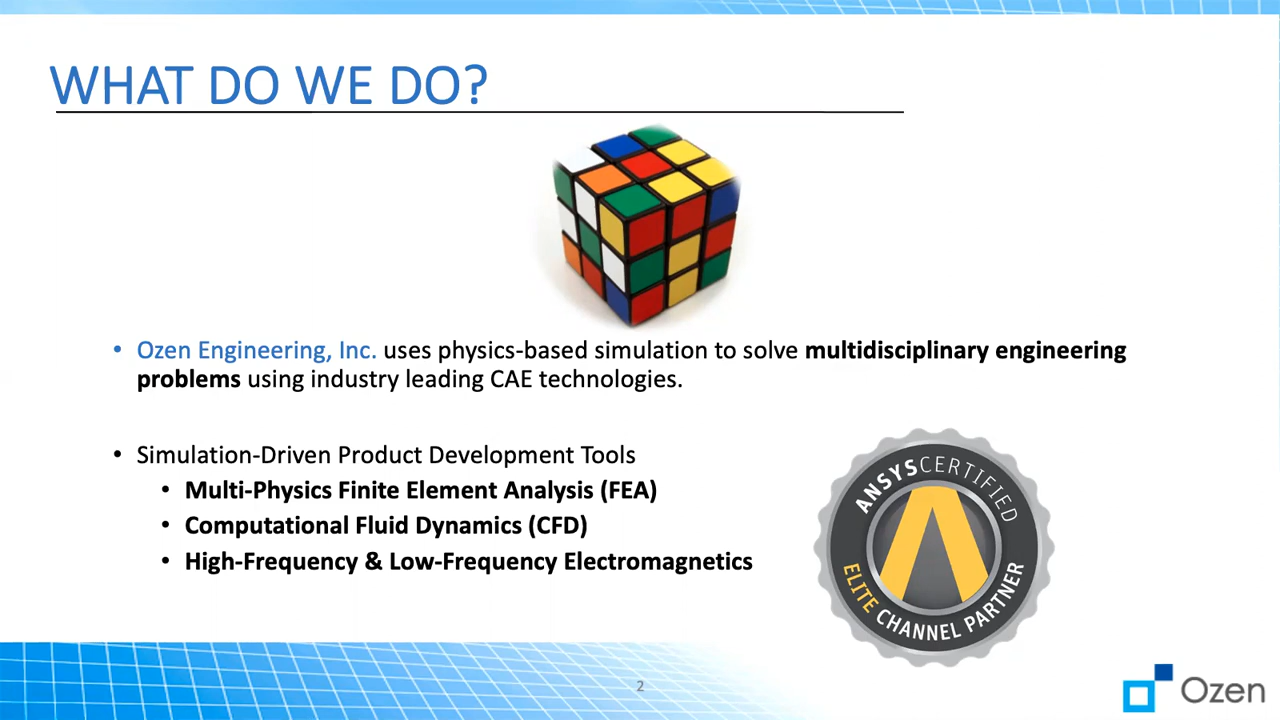 WHAT DO WE DO?
• Ozen Engineering, Inc. uses physics-based simulation to solve multidisciplinary engineering
problems using industry leading CAE technologies.
• Simulation-Driven Product Development Tools
• Multi-Physics Finite Element Analysis (FEA)
• Computational Fluid Dynamics (CFD)
• High-Frequency & Low-Frequency Electromagnetics
ANSYS CERTIFIED
ELITE CHANNEL PARTNER
2
Ozen